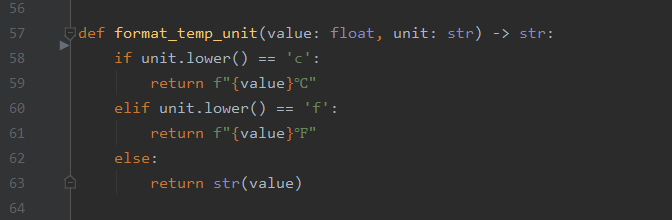 56
57 def format_temp_unit(value: float, unit: str) -> str:
58     if unit.lower() == 'c':
59         return f"{value}℃"
60     elif unit.lower() == 'f':
61         return f"{value}℉"
62     else:
63         return str(value)
64